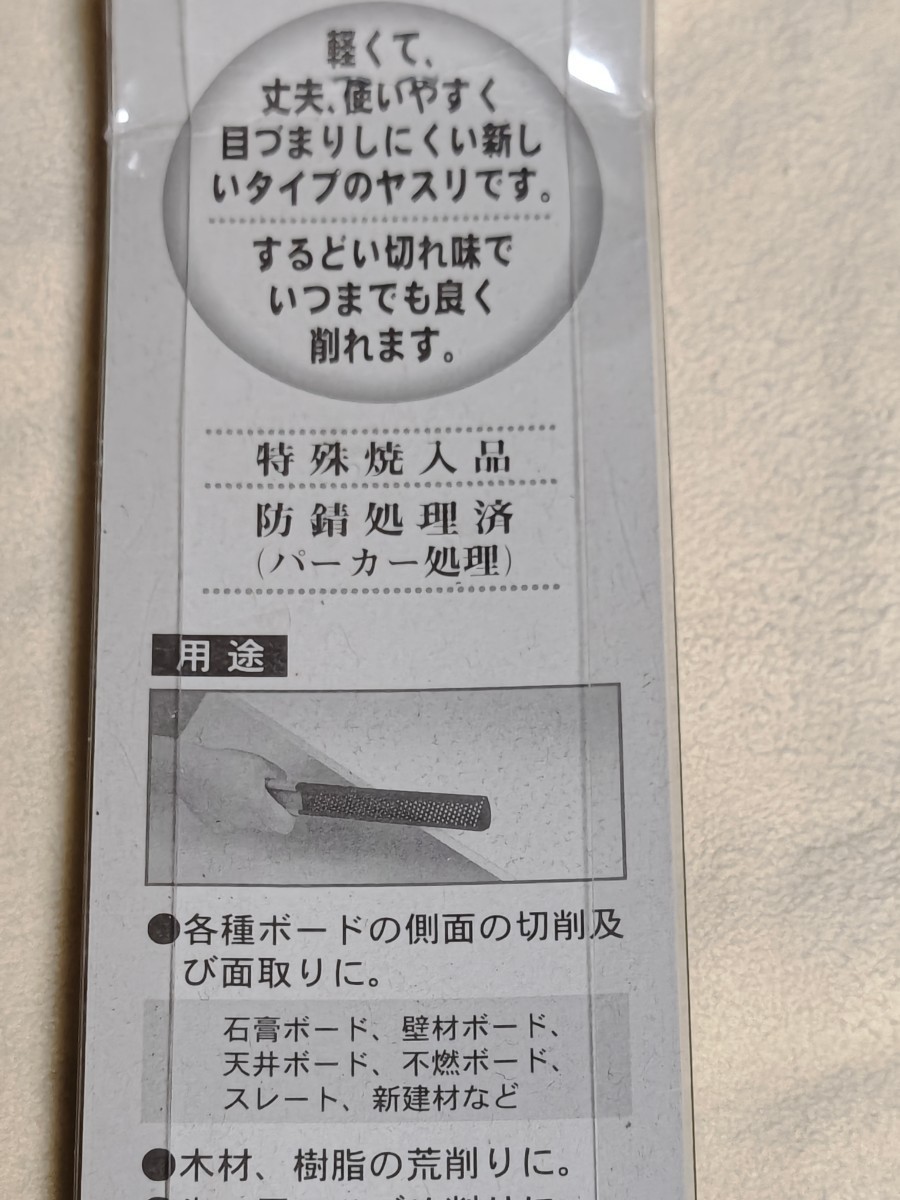 軽くて、
丈夫、使いやすく
目づまりしにくい新し
いタイプのヤスリです。
するどい切れ味で
いつまでも良く
削れます。
特殊焼入品
防錆処理済
(パーカー処理)
用途
●各種ボードの側面の切削及
び面取りに。
石膏ボード、壁材ボード、
天井ボード、不燃ボード、
スレート、新建材など
●木材、樹脂の荒削りに。